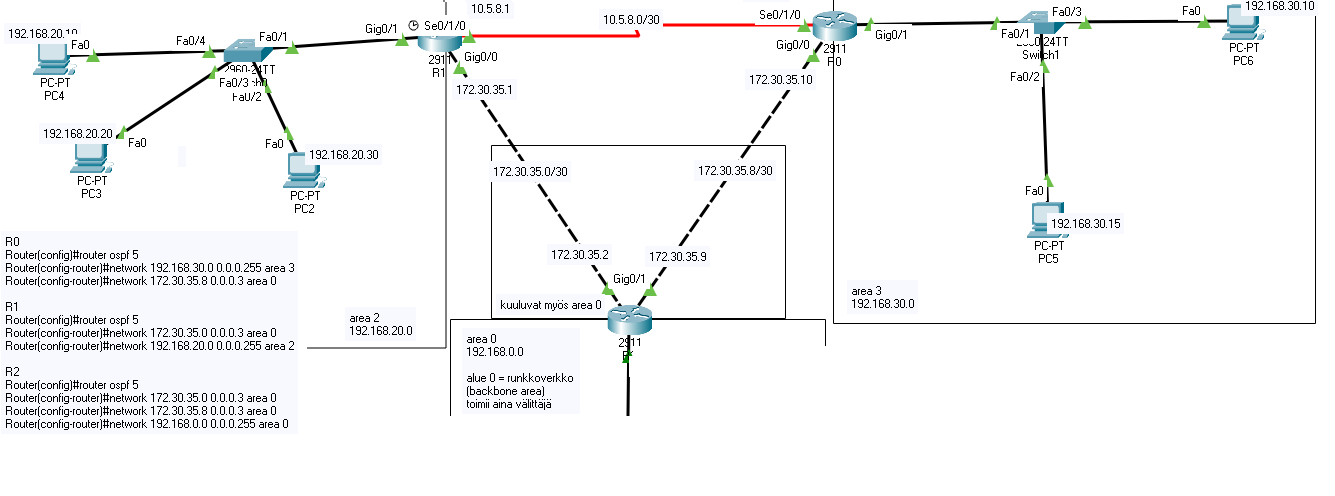 10.5.8.1
Se0/1/0
10.5.8.0/30
Se0/1/0
192.168.30.10
192.168.20.10
Fa0
Fa0/4
Fa0/1
Gig0/1
Gig0/0
2911
R1
Gig0/0
2911
R0
Gig0/1
Fa0/1
Fa0/3
Fa0
Switch1
Fa0/2
PC-PT
PC6
PC-PT
PC4
2960-24TT
Fa0/3
Fa0/2
172.30.35.1
172.30.35.10
192.168.20.20
Fa0
PC-PT
PC3
Fa0
192.168.20.30
PC-PT
PC2
172.30.35.0/30
172.30.35.8/30
Fa0
192.168.30.15
PC-PT
PC5
172.30.35.2
172.30.35.9
Gig0/1
kuuluvat myös area 0
2911
R0
Router(config)#router ospf 5
Router(config-router)#network 192.168.30.0 0.0.0.255 area 3
Router(config-router)#network 172.30.35.8 0.0.0.3 area 0
R1
Router(config)#router ospf 5
Router(config-router)#network 172.30.35.0 0.0.0.3 area 0
Router(config-router)#network 192.168.20.0 0.0.0.255 area 2
R2
Router(config)#router ospf 5
Router(config-router)#network 172.30.35.0 0.0.0.3 area 0
Router(config-router)#network 172.30.35.8 0.0.0.3 area 0
Router(config-router)#network 192.168.0.0 0.0.0.255 area 0
area 2
192.168.20.0
area 0
192.168.0.0
alue 0 = runkkoverkko
(backbone area)
toimii aina välittäjä
area 3
192.168.30.0